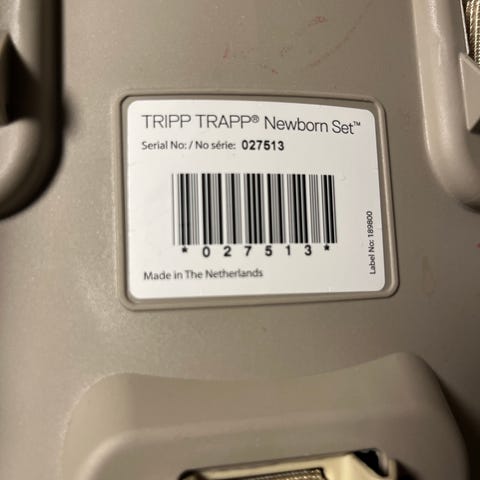 TRIPP TRAPP® Newborn Set™
Serial No: / No série: 027513
*027513*
Made in The Netherlands
Label No: 189800